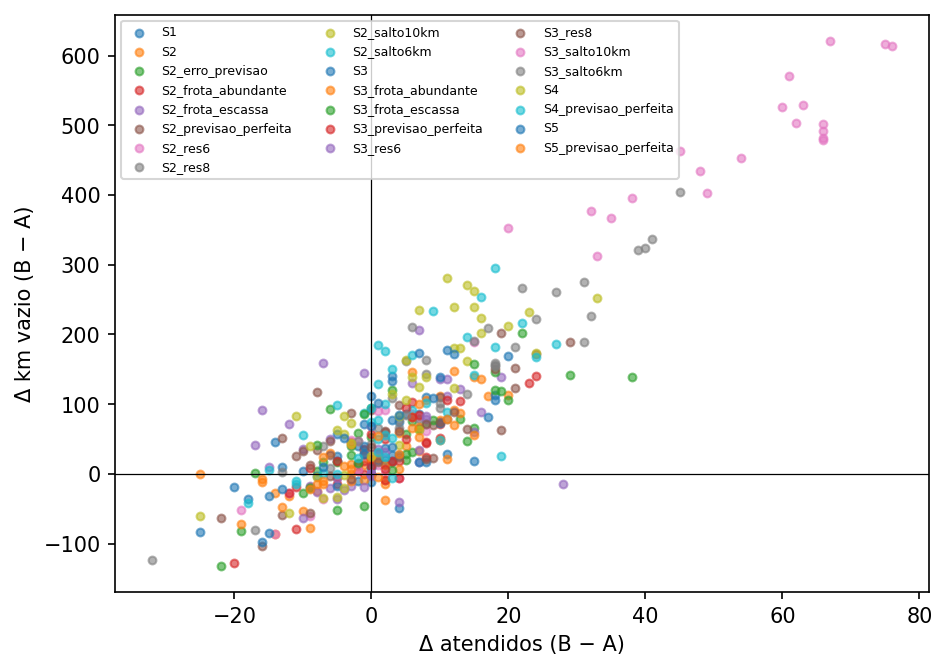 S1
S2
S2_erro_previsao
S2_frota_abundante
S2_frota_escassa
S2_previsao_perfeita
S2_res6
S2_res8
S2_salto10km
S2_salto6km
S3
S3_frota_abundante
S3_frota_escassa
S3_previsao_perfeita
S3_res6
S3_res8
S3_salto10km
S3_salto6km
S4
S4_previsao_perfeita
S5
S5_previsao_perfeita
Δ km vazio (B − A)
600
500
400
300
200
100
0
−100
−20
0
20
40
60
80
Δ atendidos (B − A)